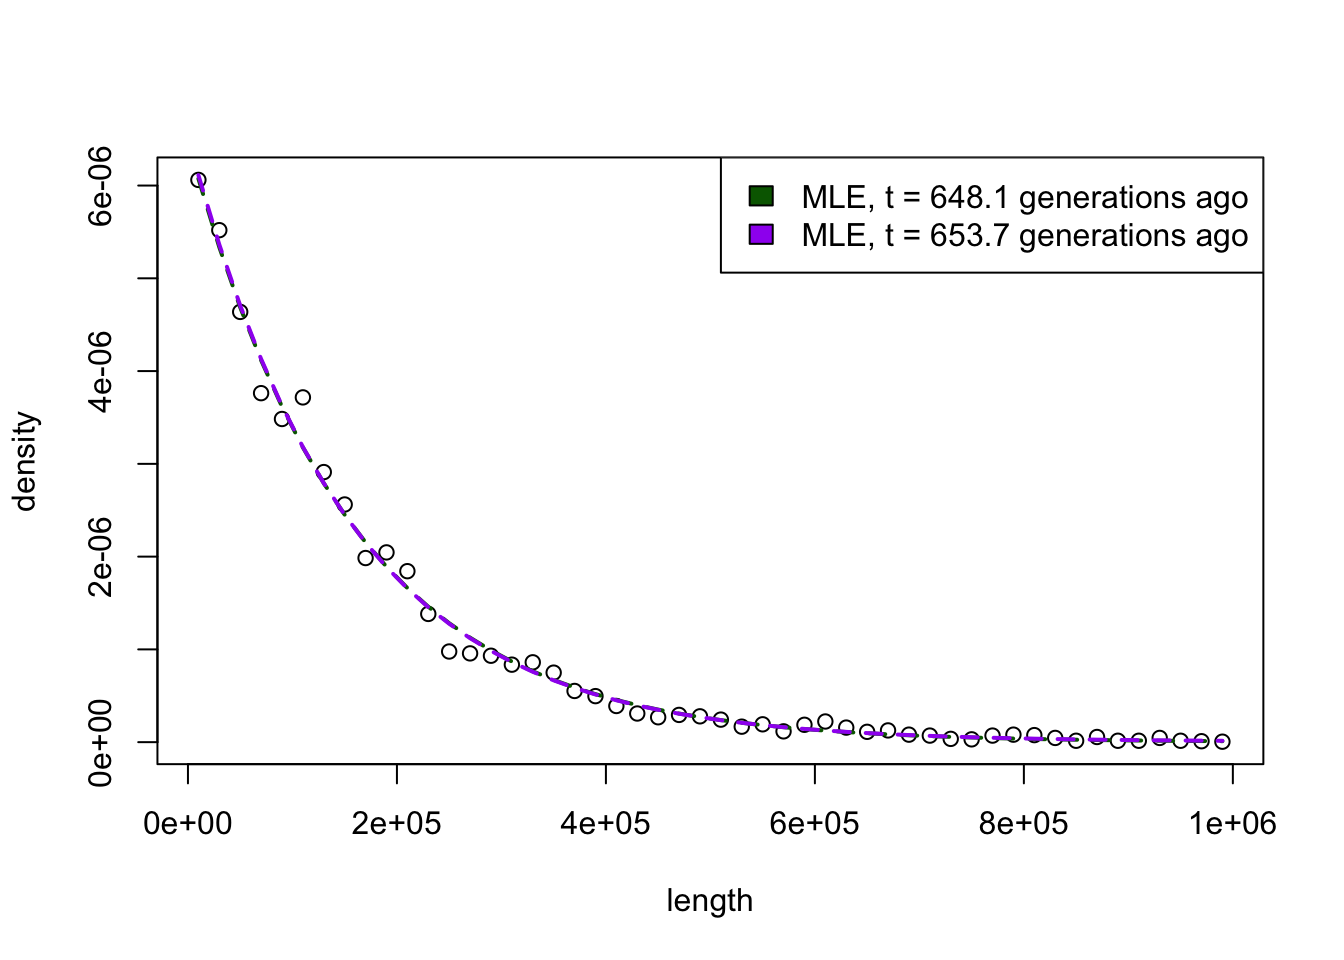 MLE, t = 648.1 generations ago
MLE, t = 653.7 generations ago
density
6e-06
4e-06
2e-06
0e+00
0e+00 2e+05 4e+05 6e+05 8e+05 1e+06
length